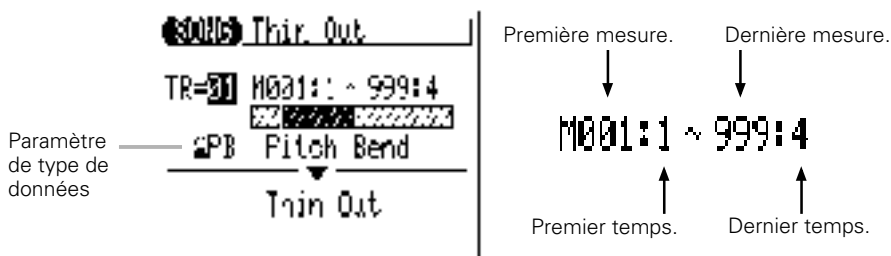 SONG Thin Out
TR=01 M001:1 ~ 999:4
PB Pitch Bend
Thin Out
Paramètre
de type de
données
Première mesure.
Dernière mesure.
M001:1 ~ 999:4
Premier temps.
Dernier temps.